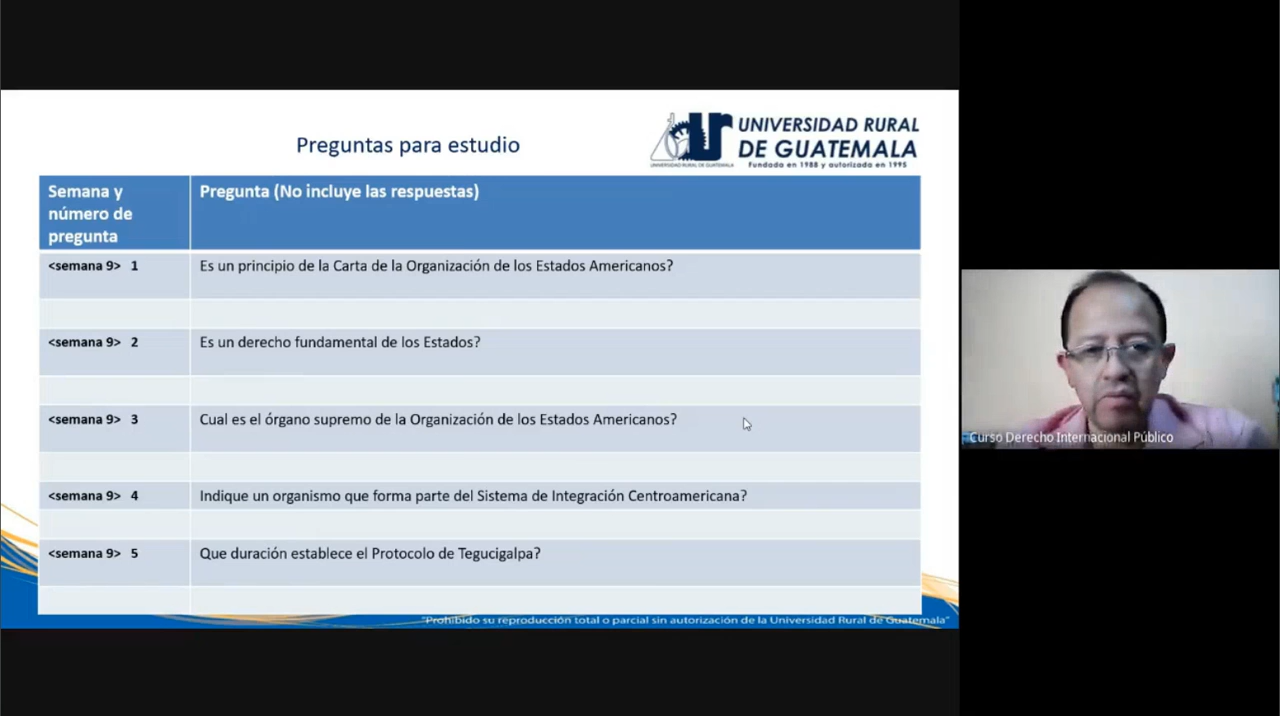 Preguntas para estudio
UNIVERSIDAD RURAL
DE GUATEMALA
Fundada en 1988 y autorizada en 1995
UNIVERSIDAD RURAL DE GUATEMALA
Semana y
número de
pregunta
Pregunta (No incluye las respuestas)
<semana 9> 1
Es un principio de la Carta de la Organización de los Estados Americanos?
<semana 9> 2
Es un derecho fundamental de los Estados?
<semana 9> 3
Cual es el órgano supremo de la Organización de los Estados Americanos?
<semana 9> 4
Indique un organismo que forma parte del Sistema de Integración Centroamericana?
<semana 9> 5
Que duración establece el Protocolo de Tegucigalpa?
"Prohibido su reproducción total o parcial sin autorización de la Universidad Rural de Guatemala"
Curso Derecho Internacional Público